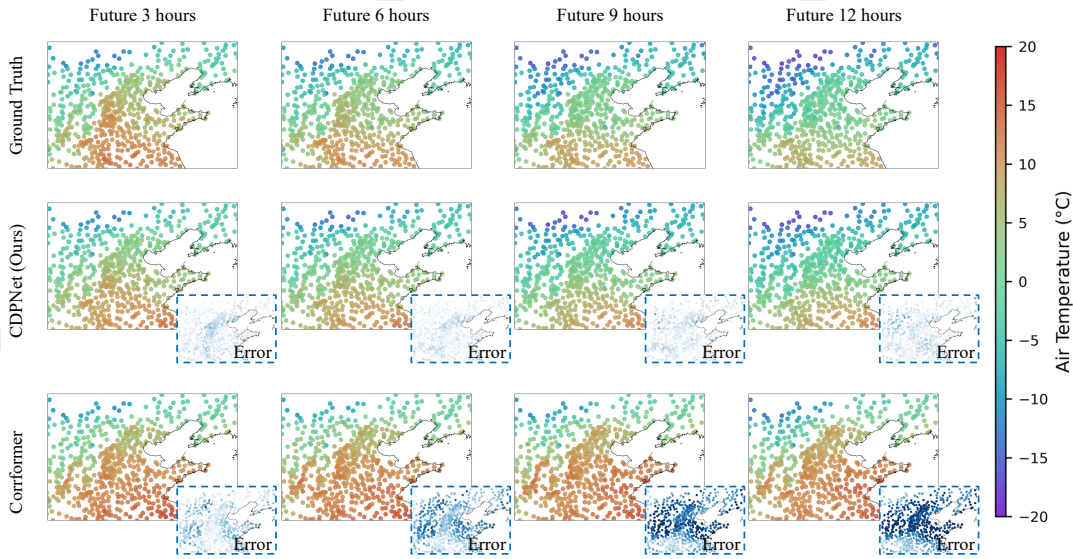 Future 3 hours
Future 6 hours
Future 9 hours
Future 12 hours
Ground Truth
CDPNet (Ours)
Error
Error
Error
Error
Corrformer
Error
Error
Error
Error
20
15
10
5
0
−5
−10
−15
−20
Air Temperature (°C)